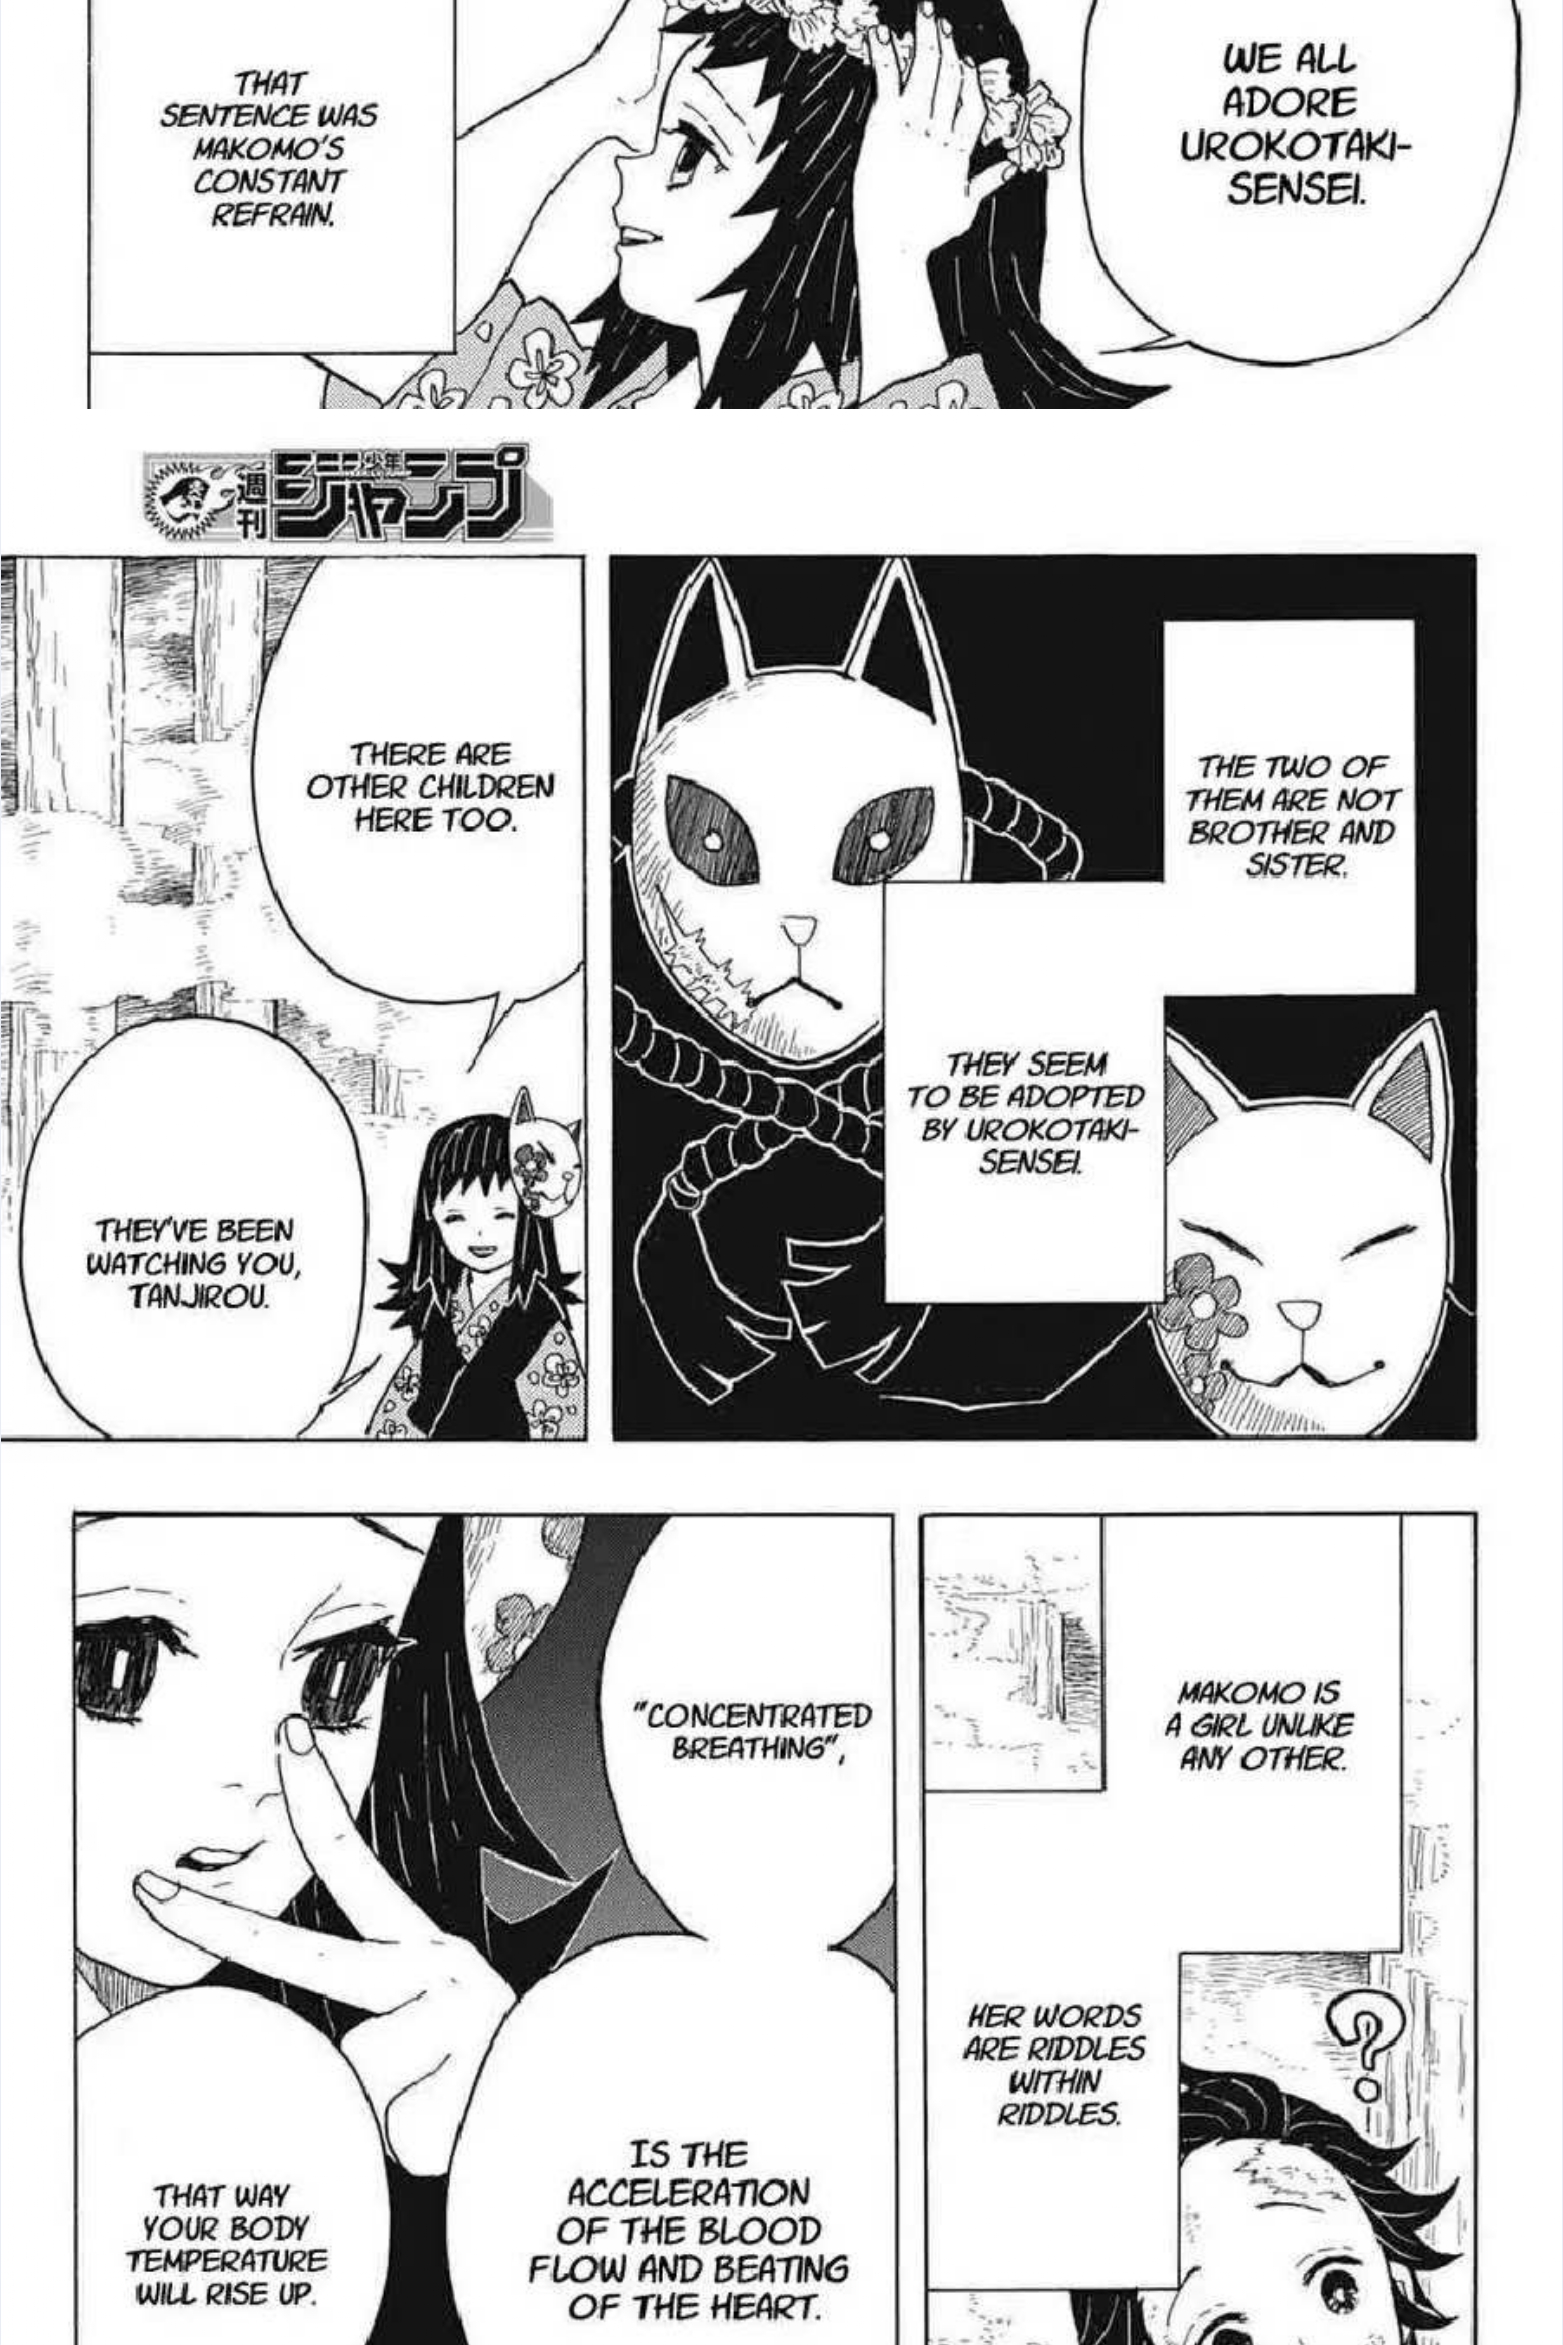 WE ALL
ADORE
UROKOTAKI-
SENSEI.
THAT
SENTENCE WAS
MAKOMO'S
CONSTANT
REFRAIN.
週刊
少年
ジャンプ
THE TWO OF
THEM ARE NOT
BROTHER AND
SISTER.
THEY SEEM
TO BE ADOPTED
BY UROKOTAKI-
SENSEI.
THERE ARE
OTHER CHILDREN
HERE TOO.
THEY'VE BEEN
WATCHING YOU,
TANJIROU.
MAKOMO IS
A GIRL UNLIKE
ANY OTHER.
HER WORDS
ARE RIDDLES
WITHIN
RIDDLES.
?
"CONCENTRATED
BREATHING",
IS THE
ACCELERATION
OF THE BLOOD
FLOW AND BEATING
OF THE HEART.
THAT WAY
YOUR BODY
TEMPERATURE
WILL RISE UP.